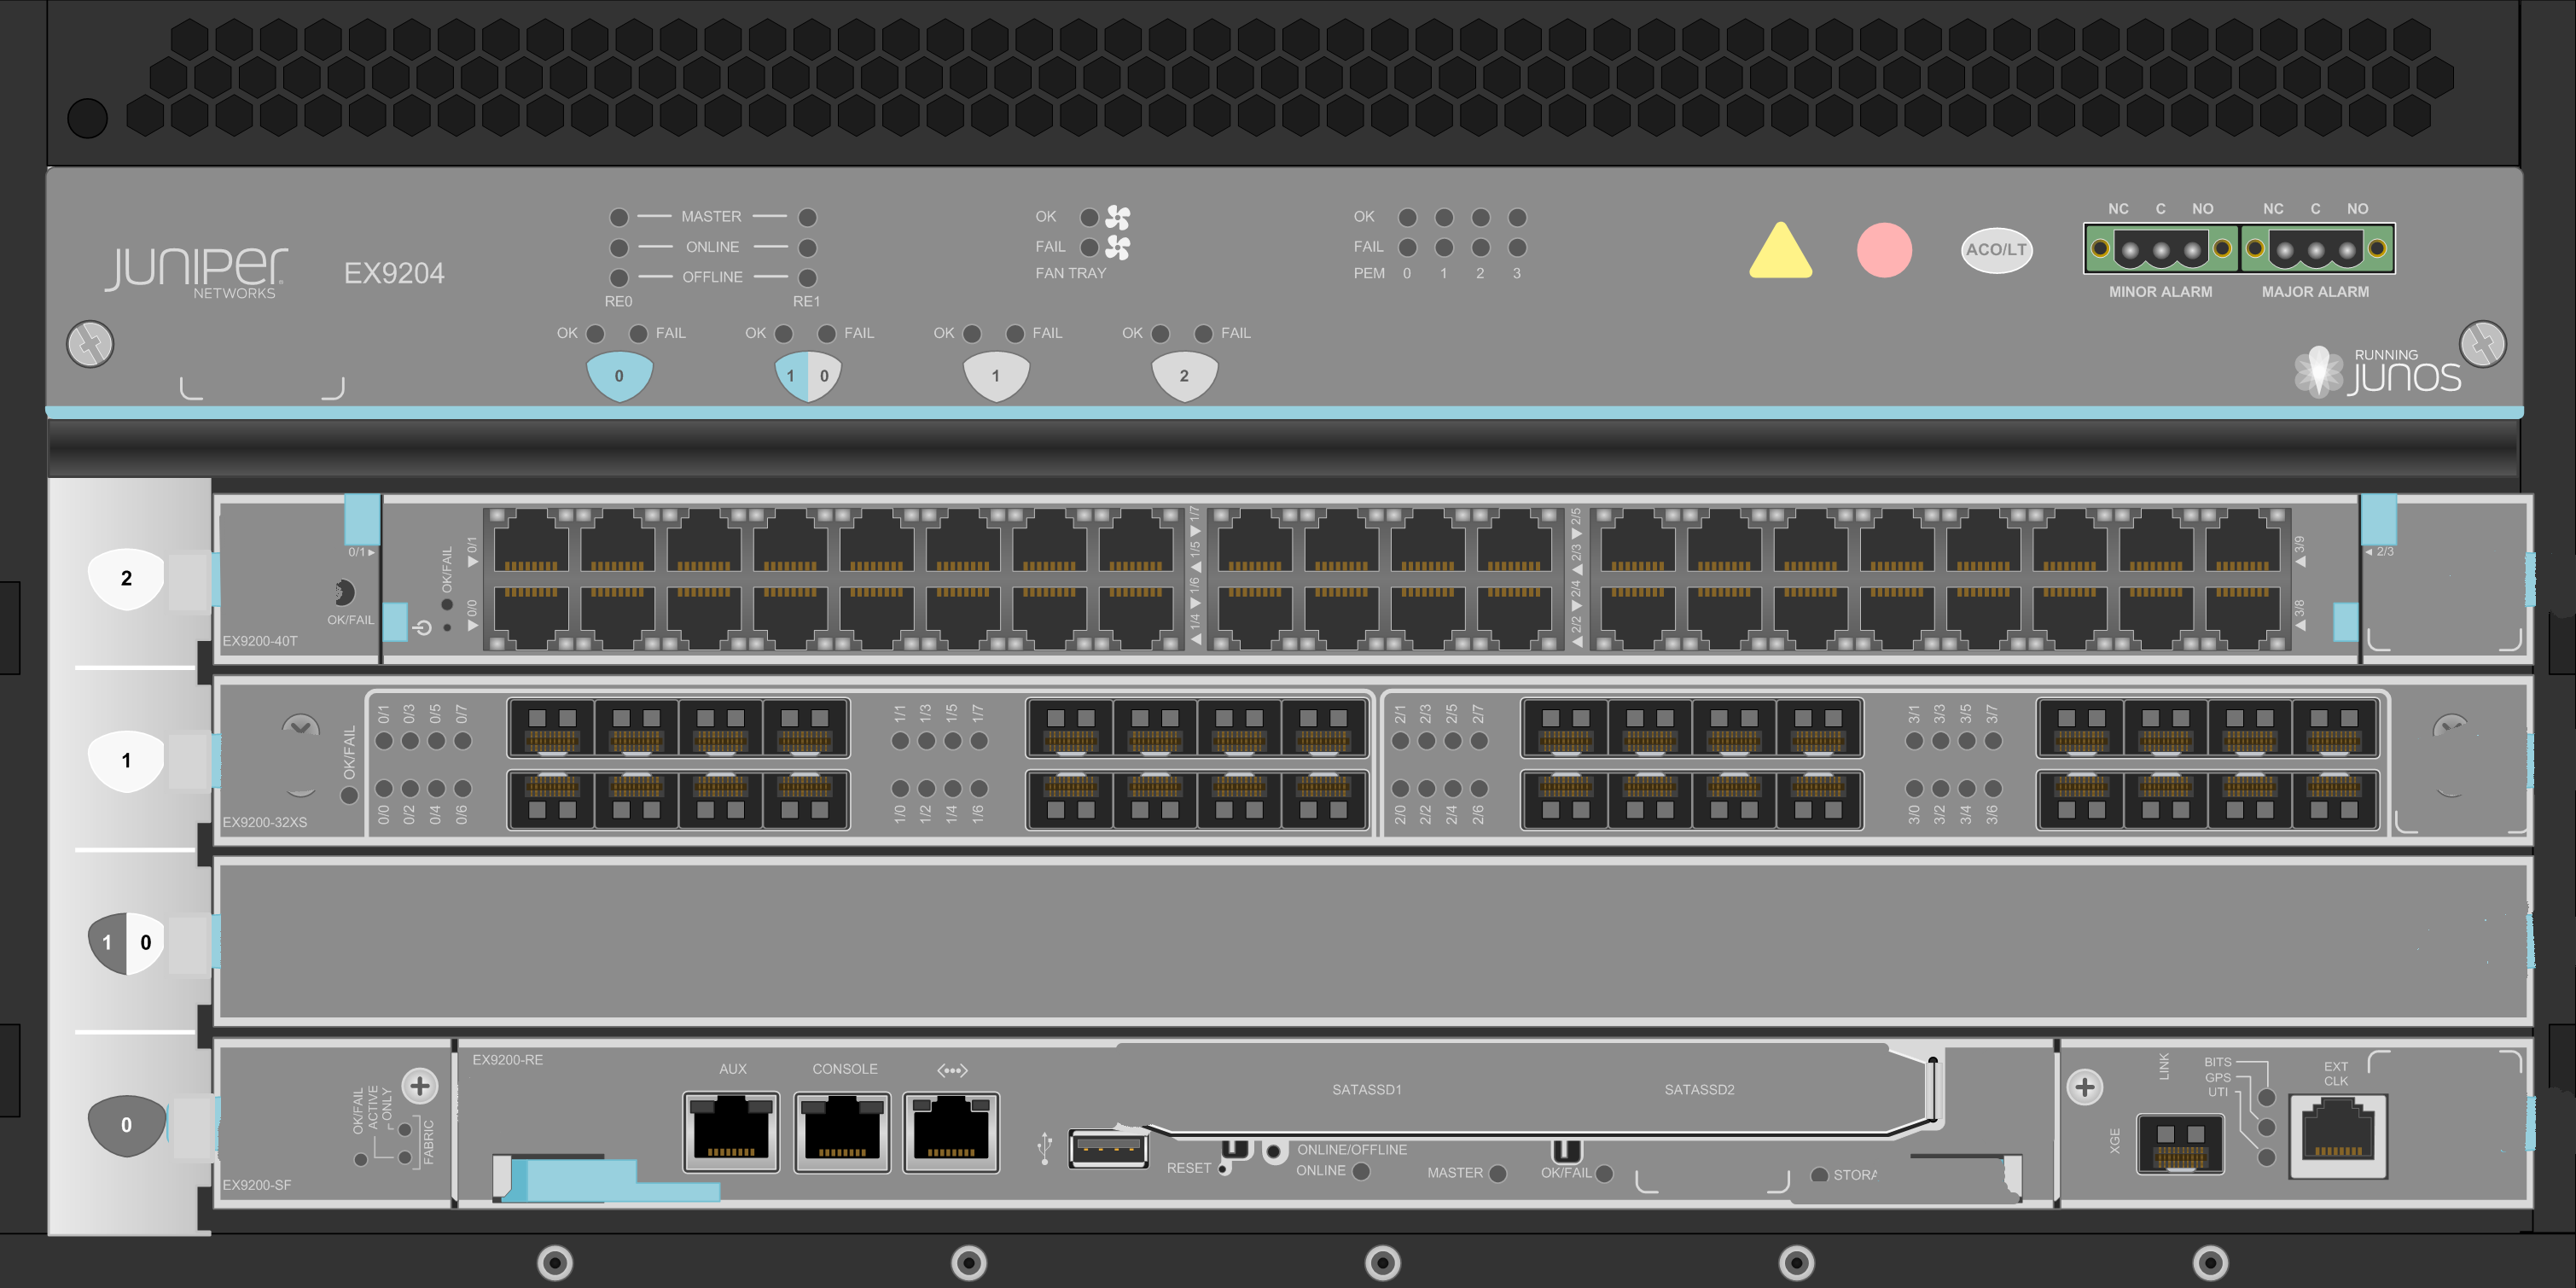 JUNIPER
NETWORKS
EX9204
MASTER
ONLINE
OFFLINE
RE0 RE1
OK
FAIL
FAN TRAY
OK
FAIL
PEM 0 1 2 3
ACO/LT
NC C NO NC C NO
MINOR ALARM MAJOR ALARM
OK FAIL OK FAIL OK FAIL OK FAIL
0 1 0 1 2
RUNNING
JUNOS
2
0/1
OK/FAIL
EX9200-40T
OK/FAIL
0/1
0/0
1/5 1/7
1/4 1/6
2/3 2/5
2/2 2/4
3/9
3/8
2/3
1
EX9200-32XS
OK/FAIL
0/1 0/3 0/5 0/7 1/1 1/3 1/5 1/7 2/1 2/3 2/5 2/7 3/1 3/3 3/5 3/7
0/0 0/2 0/4 0/6 1/0 1/2 1/4 1/6 2/0 2/2 2/4 2/6 3/0 3/2 3/4 3/6
1 0
0
OK/FAIL
ACTIVE
ONLY
FABRIC
EX9200-SF
EX9200-RE
AUX CONSOLE
SATASSD1 SATASSD2
RESET
ONLINE/OFFLINE
ONLINE MASTER OK/FAIL STORA
LINK
XGE
BITS
GPS
UTI
EXT
CLK